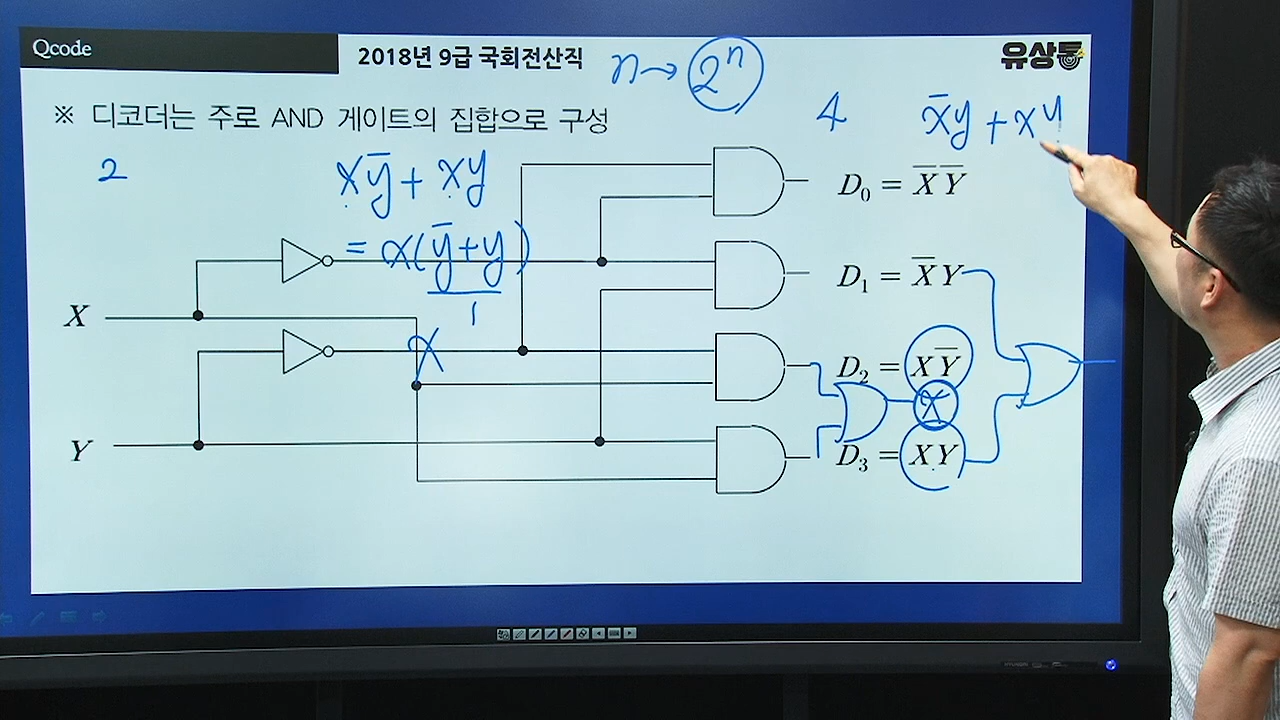 Qcode
2018년 9급 국회전산직
n → 2ⁿ
유상통
※ 디코더는 주로 AND 게이트의 집합으로 구성
2
4
x̄y + xy
xȳ + xy
= x(ȳ + y)
1
x
X
Y
D₀ = X̄ Ȳ
D₁ = X̄ Y
D₂ = X Ȳ
x
D₃ = X Y